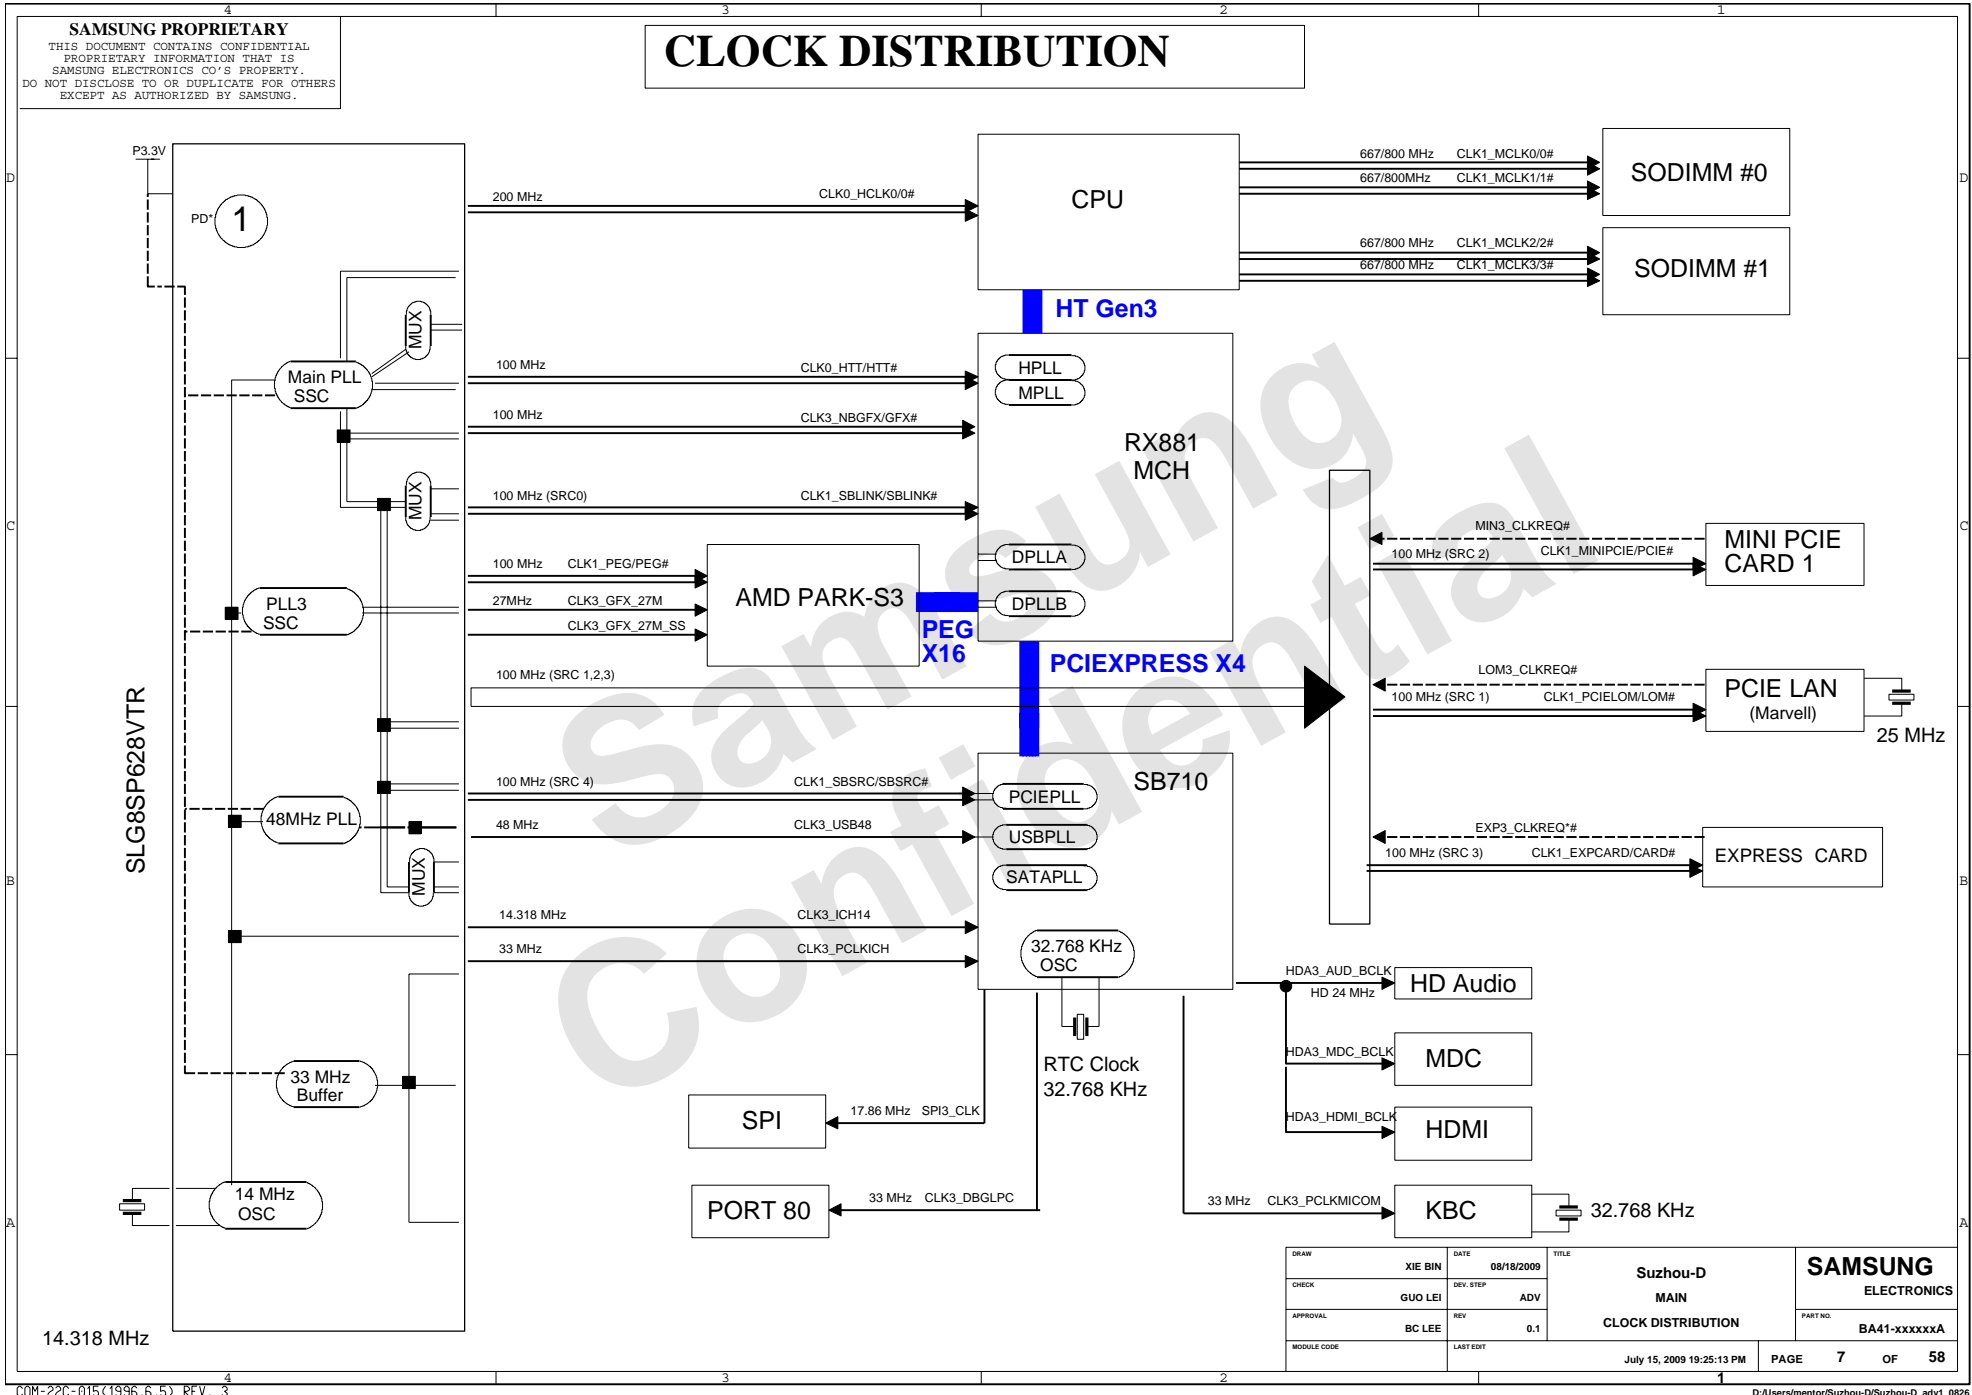 4
3
2
1
SAMSUNG PROPRIETARY
THIS DOCUMENT CONTAINS CONFIDENTIAL
PROPRIETARY INFORMATION THAT IS
SAMSUNG ELECTRONICS CO'S PROPERTY.
DO NOT DISCLOSE TO OR DUPLICATE FOR OTHERS
EXCEPT AS AUTHORIZED BY SAMSUNG.
CLOCK DISTRIBUTION
Samsung
Confidential
P3.3V
D
D
PD*
1
200 MHz
CLK0_HCLK0/0#
CPU
667/800 MHz CLK1_MCLK0/0#
667/800MHz CLK1_MCLK1/1#
SODIMM #0
667/800 MHz CLK1_MCLK2/2#
667/800 MHz CLK1_MCLK3/3#
SODIMM #1
HT Gen3
MUX
Main PLL
SSC
100 MHz
CLK0_HTT/HTT#
HPLL
MPLL
100 MHz
CLK3_NBGFX/GFX#
RX881
MCH
MUX
100 MHz (SRC0)
CLK1_SBLINK/SBLINK#
C
C
MIN3_CLKREQ#
100 MHz (SRC 2)
CLK1_MINIPCIE/PCIE#
MINI PCIE
CARD 1
100 MHz
CLK1_PEG/PEG#
27MHz
CLK3_GFX_27M
CLK3_GFX_27M_SS
AMD PARK-S3
DPLLA
DPLLB
PEG
X16
PLL3
SSC
PCIEXPRESS X4
100 MHz (SRC 1,2,3)
LOM3_CLKREQ#
100 MHz (SRC 1)
CLK1_PCIELOM/LOM#
PCIE LAN
(Marvell)
25 MHz
SLG8SP628VTR
100 MHz (SRC 4)
CLK1_SBSRC/SBSRC#
PCIEPLL
SB710
48MHz PLL
48 MHz
CLK3_USB48
USBPLL
SATAPLL
MUX
EXP3_CLKREQ*#
100 MHz (SRC 3)
CLK1_EXPCARD/CARD#
EXPRESS CARD
B
B
14.318 MHz
CLK3_ICH14
33 MHz
CLK3_PCLKICH
32.768 KHz
OSC
HDA3_AUD_BCLK
HD 24 MHz
HD Audio
RTC Clock
32.768 KHz
HDA3_MDC_BCLK
MDC
33 MHz
Buffer
SPI
17.86 MHz SPI3_CLK
HDA3_HDMI_BCLK
HDMI
14 MHz
OSC
PORT 80
33 MHz CLK3_DBGLPC
33 MHz
CLK3_PCLKMICOM
KBC
32.768 KHz
A
A
14.318 MHz
DRAW
XIE BIN
DATE
08/18/2009
TITLE
Suzhou-D
MAIN
CLOCK DISTRIBUTION
SAMSUNG
ELECTRONICS
CHECK
GUO LEI
DEV. STEP
ADV
APPROVAL
BC LEE
REV
0.1
PART NO.
BA41-xxxxxxA
MODULE CODE
LAST EDIT
July 15, 2009 19:25:13 PM
PAGE 7 OF 58
4
3
2
1
COM-22C-015(1996.6.5) REV. 3
D:/Users/mentor/Suzhou-D/Suzhou-D_adv1_0826